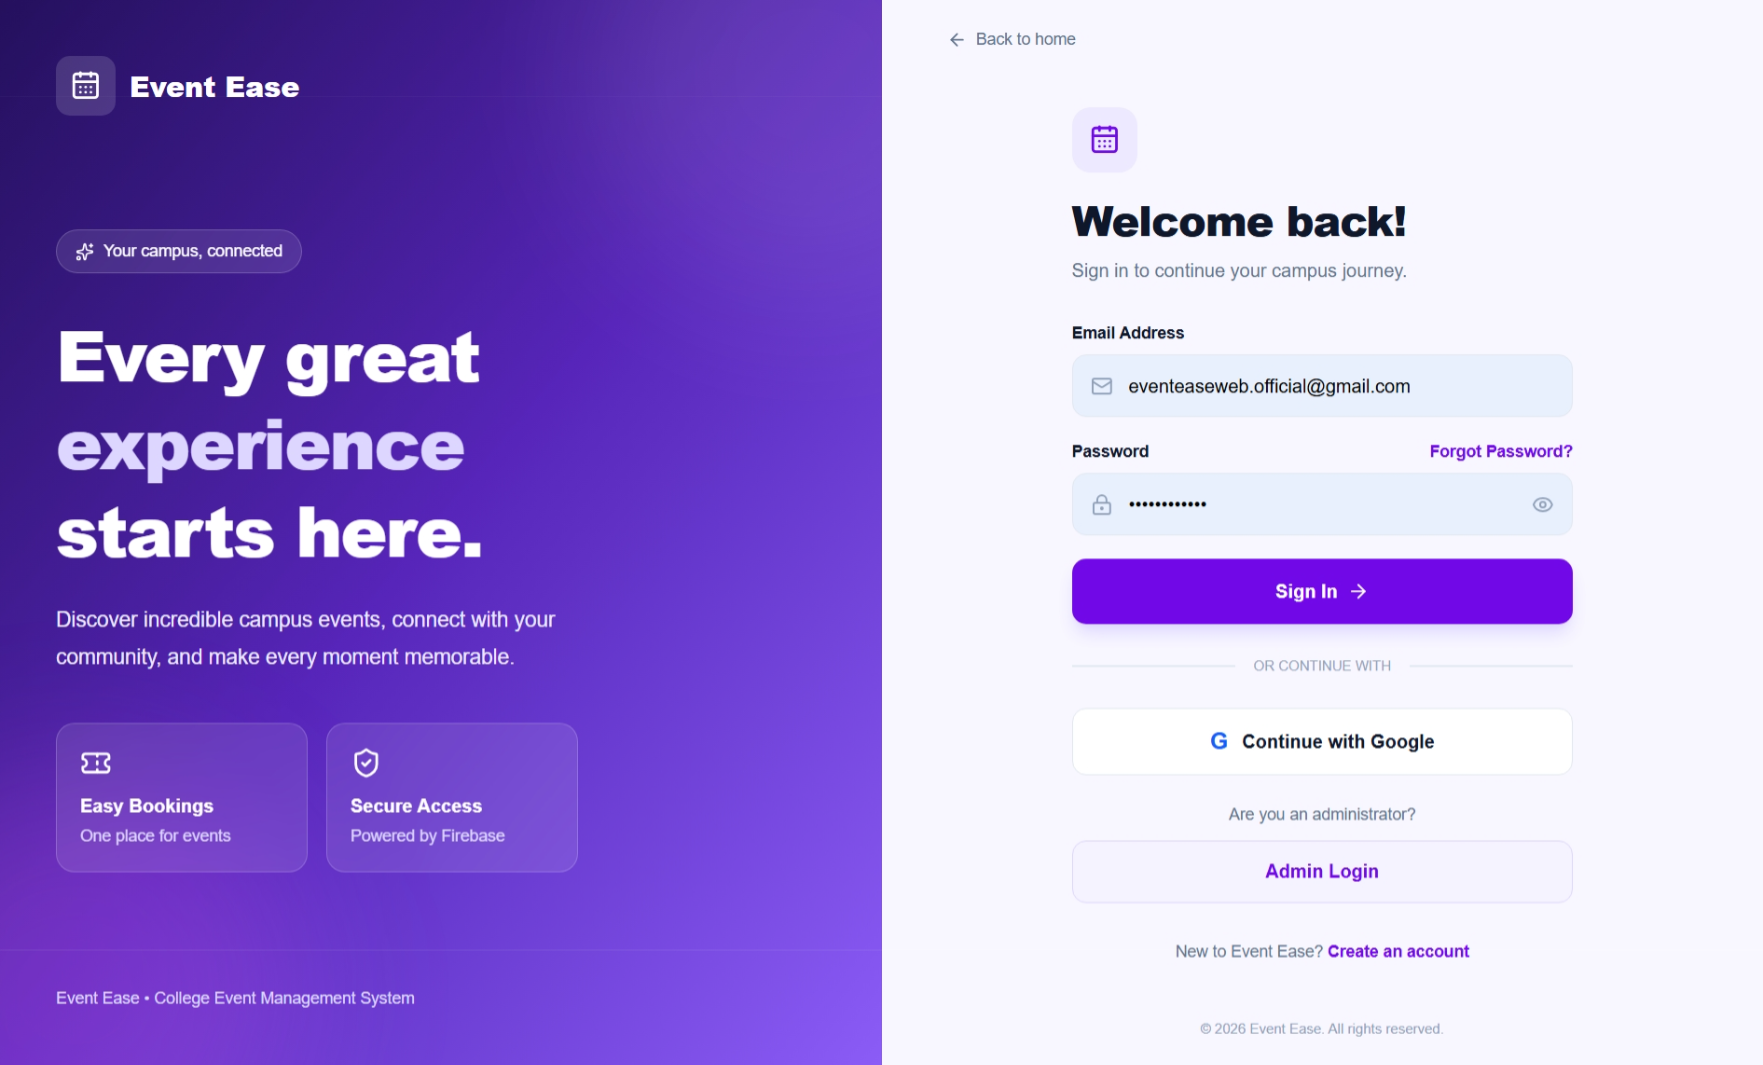 Event Ease
Your campus, connected
Every great
experience
starts here.
Discover incredible campus events, connect with your
community, and make every moment memorable.
Easy Bookings
One place for events
Secure Access
Powered by Firebase
Event Ease • College Event Management System
Back to home
Welcome back!
Sign in to continue your campus journey.
Email Address
eventeaseweb.official@gmail.com
Password
Forgot Password?
••••••••••••
Sign In
OR CONTINUE WITH
G Continue with Google
Are you an administrator?
Admin Login
New to Event Ease? Create an account
© 2026 Event Ease. All rights reserved.